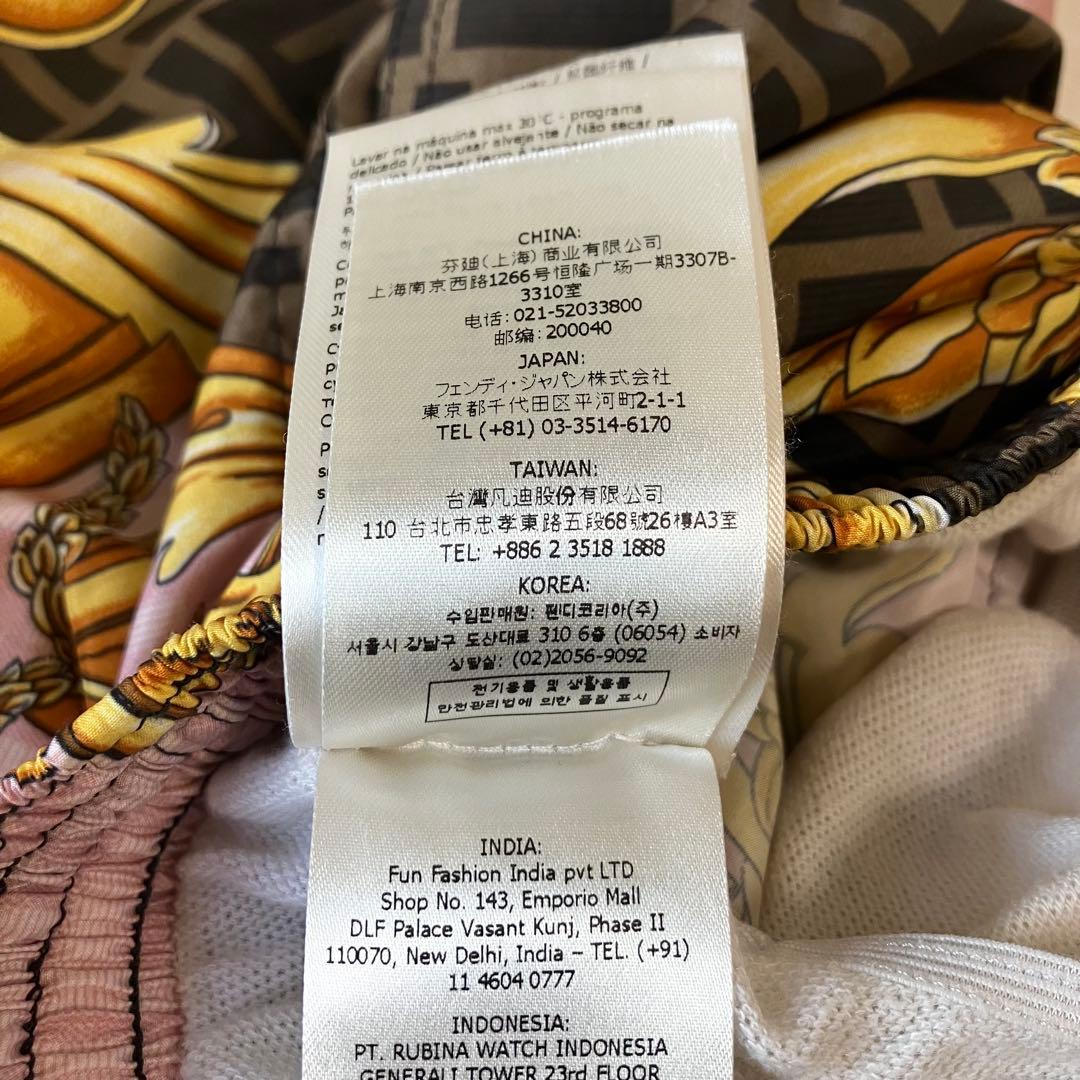 Lavar na máquina max 30°C - programa
delicado / Não usar alvejante / Não secar na
CHINA:
芬廸(上海)商业有限公司
上海南京西路1266号恒隆广场一期3307B-
3310室
电话:021-52033800
邮编:200040
JAPAN:
フェンディ・ジャパン株式会社
東京都千代田区平河町2-1-1
TEL (+81) 03-3514-6170
TAIWAN:
台灣凡迪股份有限公司
110 台北市忠孝東路五段68號26樓A3室
TEL: +886 2 3518 1888
KOREA:
수입판매원: 펜디코리아(주)
서울시 강남구 도산대로 310 6층 (06054) 소비자
상담실: (02)2056-9092
전기용품 및 생활용품
안전관리법에 의한 품질 표시
INDIA:
Fun Fashion India pvt LTD
Shop No. 143, Emporio Mall
DLF Palace Vasant Kunj, Phase II
110070, New Delhi, India – TEL. (+91)
11 4604 0777
INDONESIA:
PT. RUBINA WATCH INDONESIA
GENERALI TOWER 23rd FLOOR